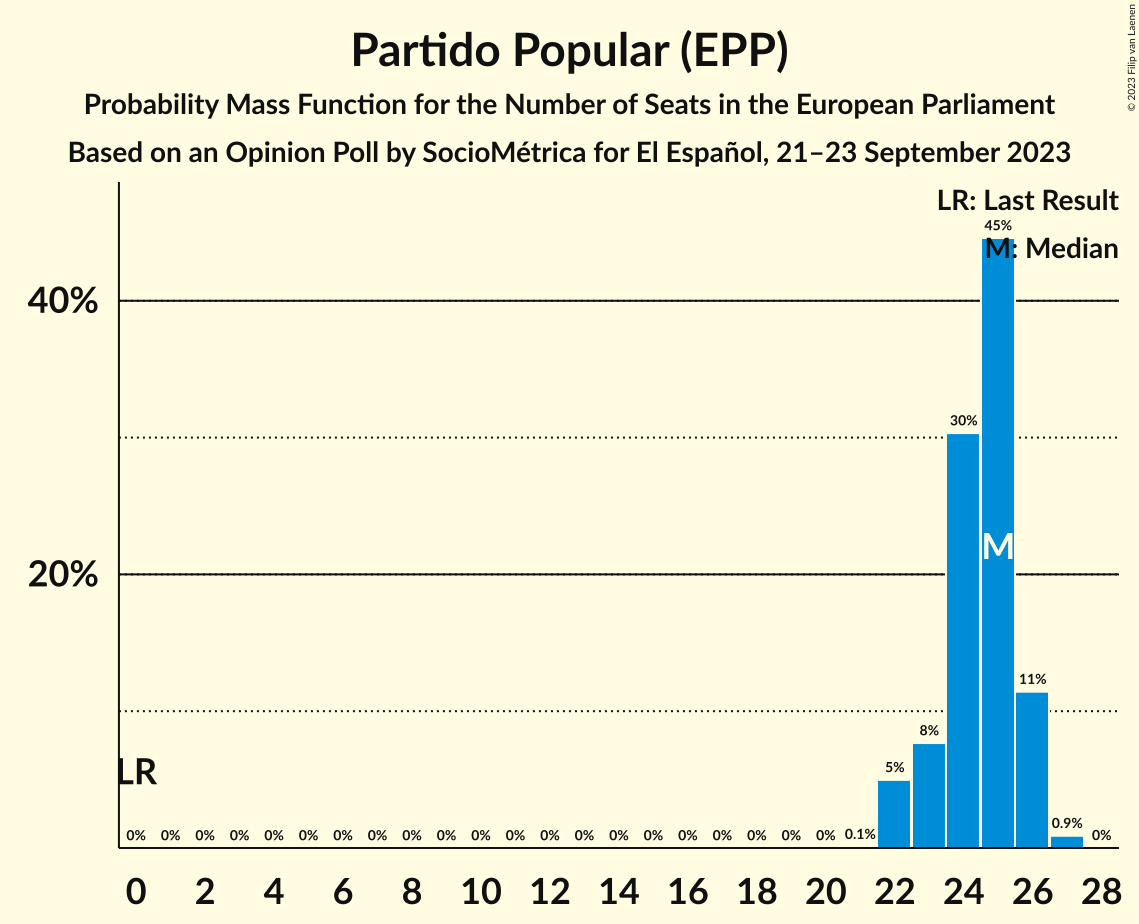 Partido Popular (EPP)
Probability Mass Function for the Number of Seats in the European Parliament
Based on an Opinion Poll by SocioMétrica for El Español, 21–23 September 2023
© 2023 Filip van Laenen
LR: Last Result
M: Median
45%
40%
30%
M
20%
11%
8%
LR
5%
0% 0% 0% 0% 0% 0% 0% 0% 0% 0% 0% 0% 0% 0% 0% 0% 0% 0% 0% 0% 0% 0.1% 0.9% 0%
0 2 4 6 8 10 12 14 16 18 20 22 24 26 28